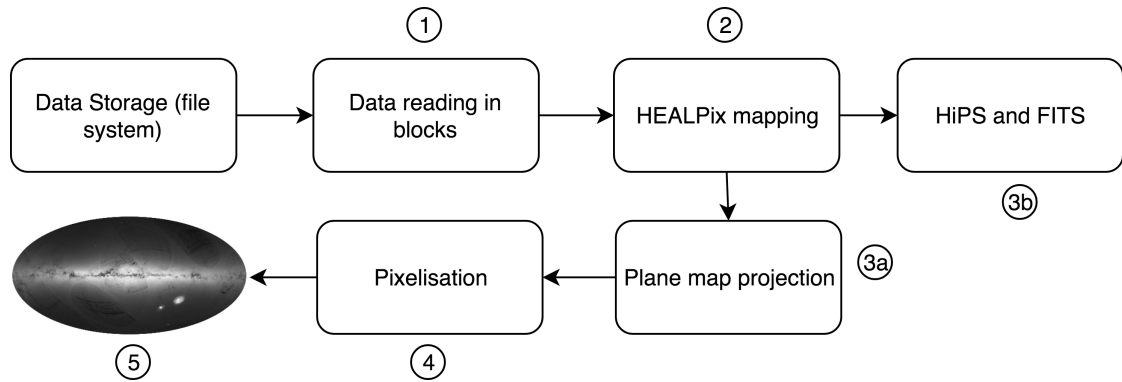 1
2
Data Storage (file
system)
Data reading in
blocks
HEALPix mapping
HiPS and FITS
3b
Pixelisation
Plane map projection
3a
5
4